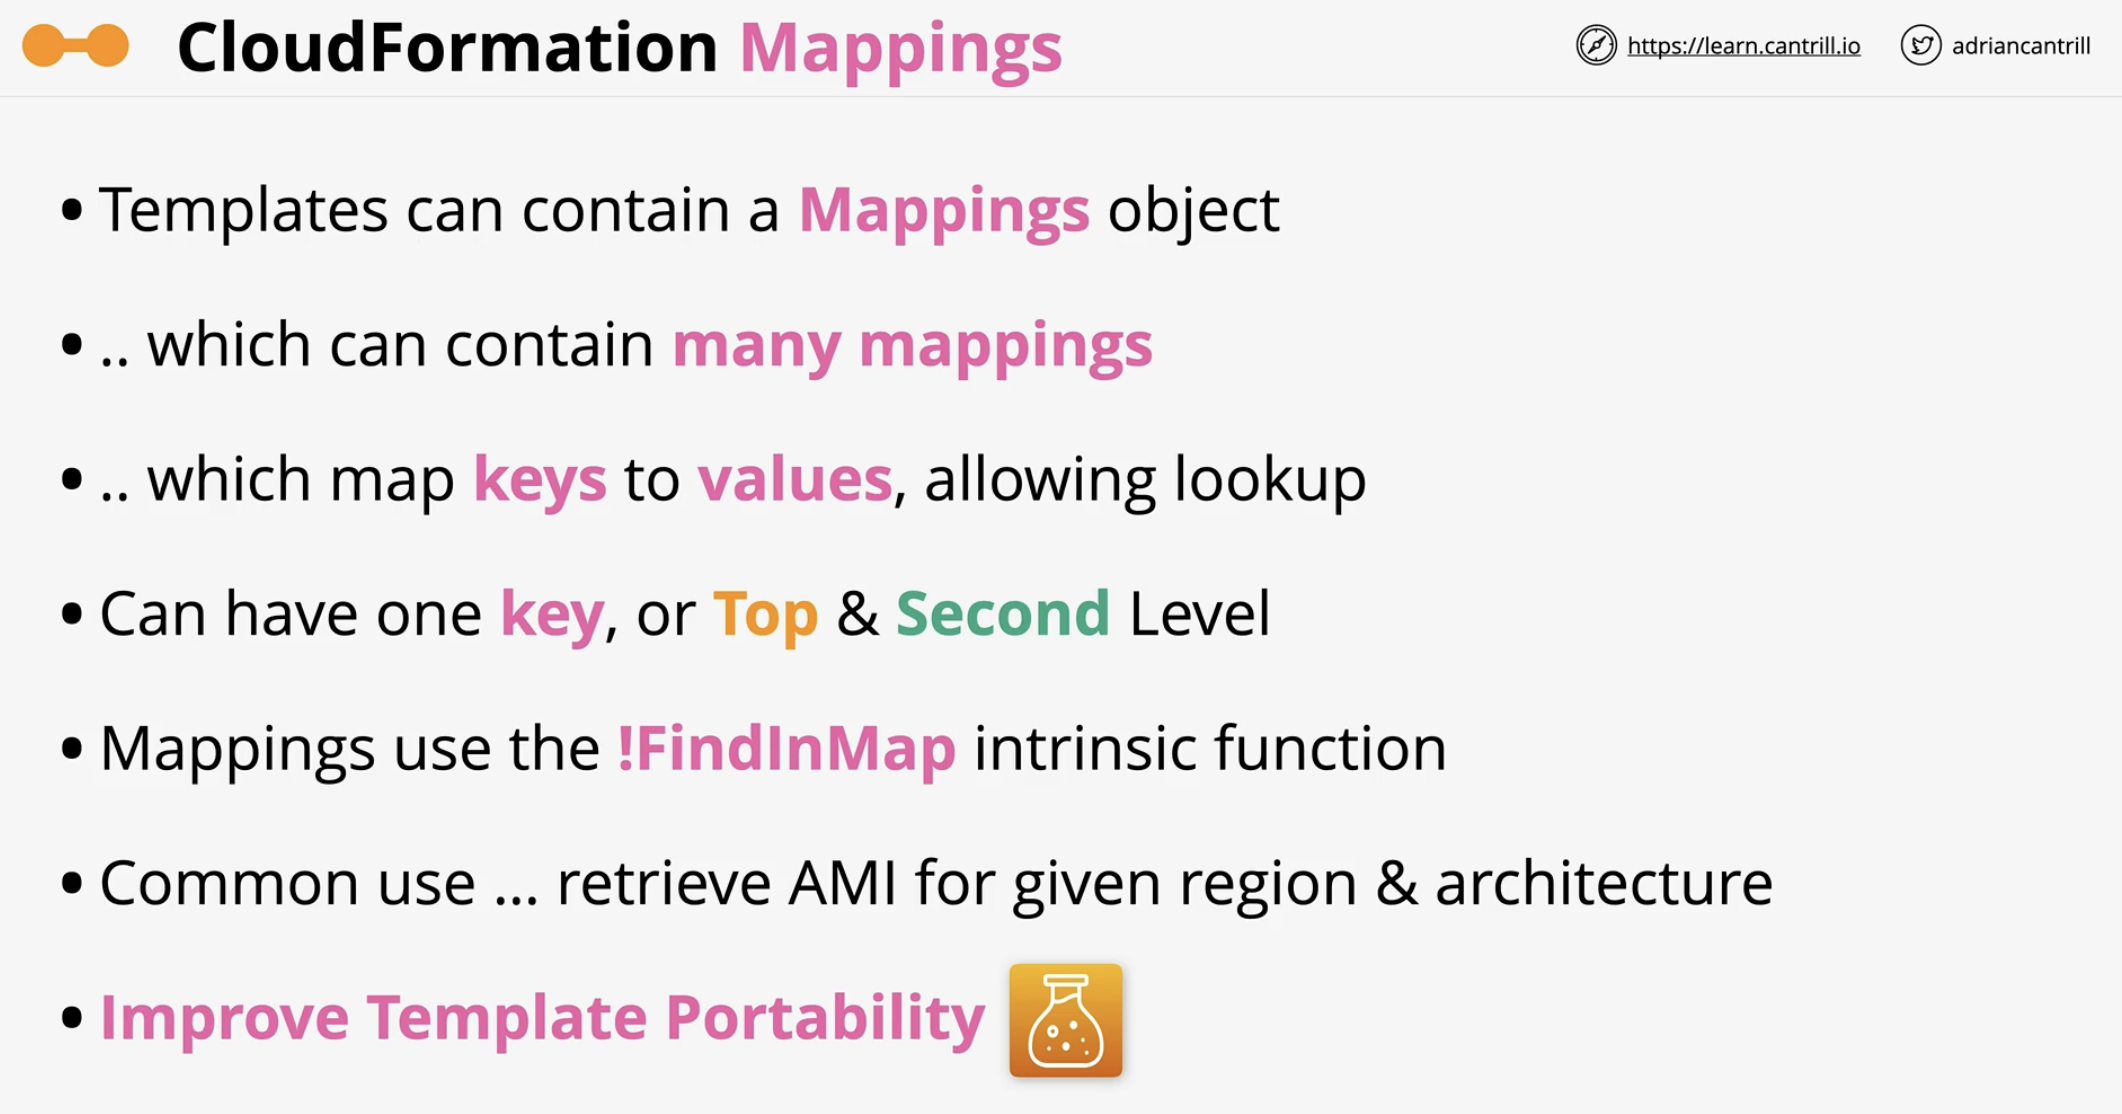 CloudFormation Mappings
https://learn.cantrill.io
adriancantrill
• Templates can contain a Mappings object
• .. which can contain many mappings
• .. which map keys to values, allowing lookup
• Can have one key, or Top & Second Level
• Mappings use the !FindInMap intrinsic function
• Common use ... retrieve AMI for given region & architecture
• Improve Template Portability